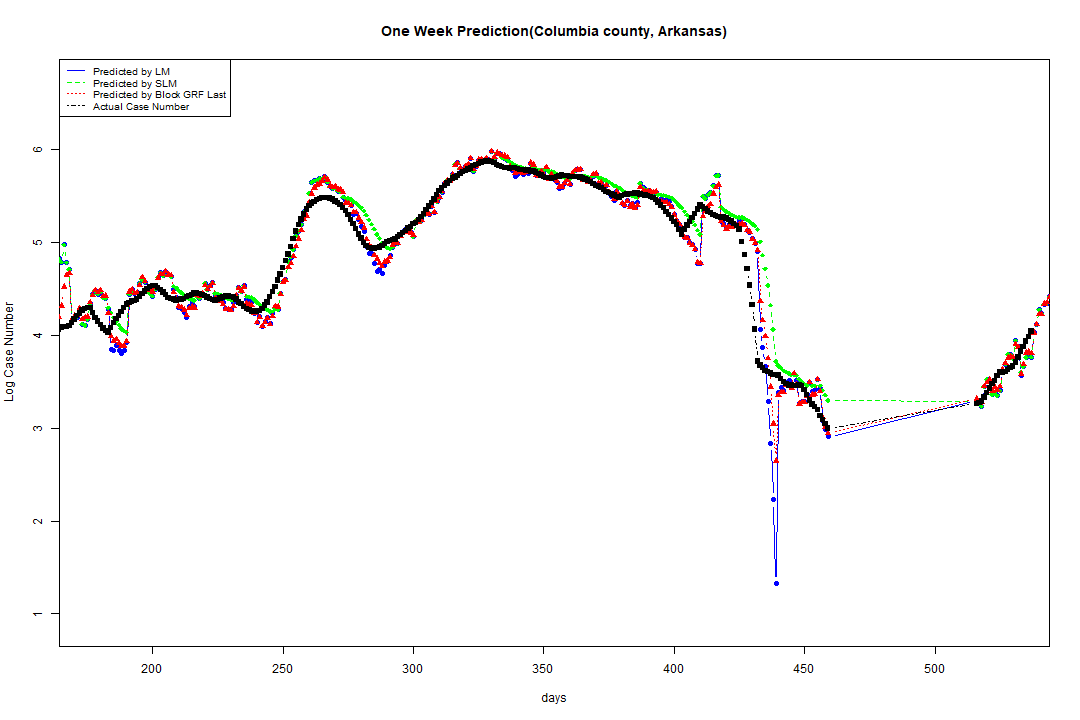 One Week Prediction(Columbia county, Arkansas)
Predicted by LM
Predicted by SLM
Predicted by Block GRF Last
Actual Case Number
Log Case Number
6
5
4
3
2
1
200 250 300 350 400 450 500
days